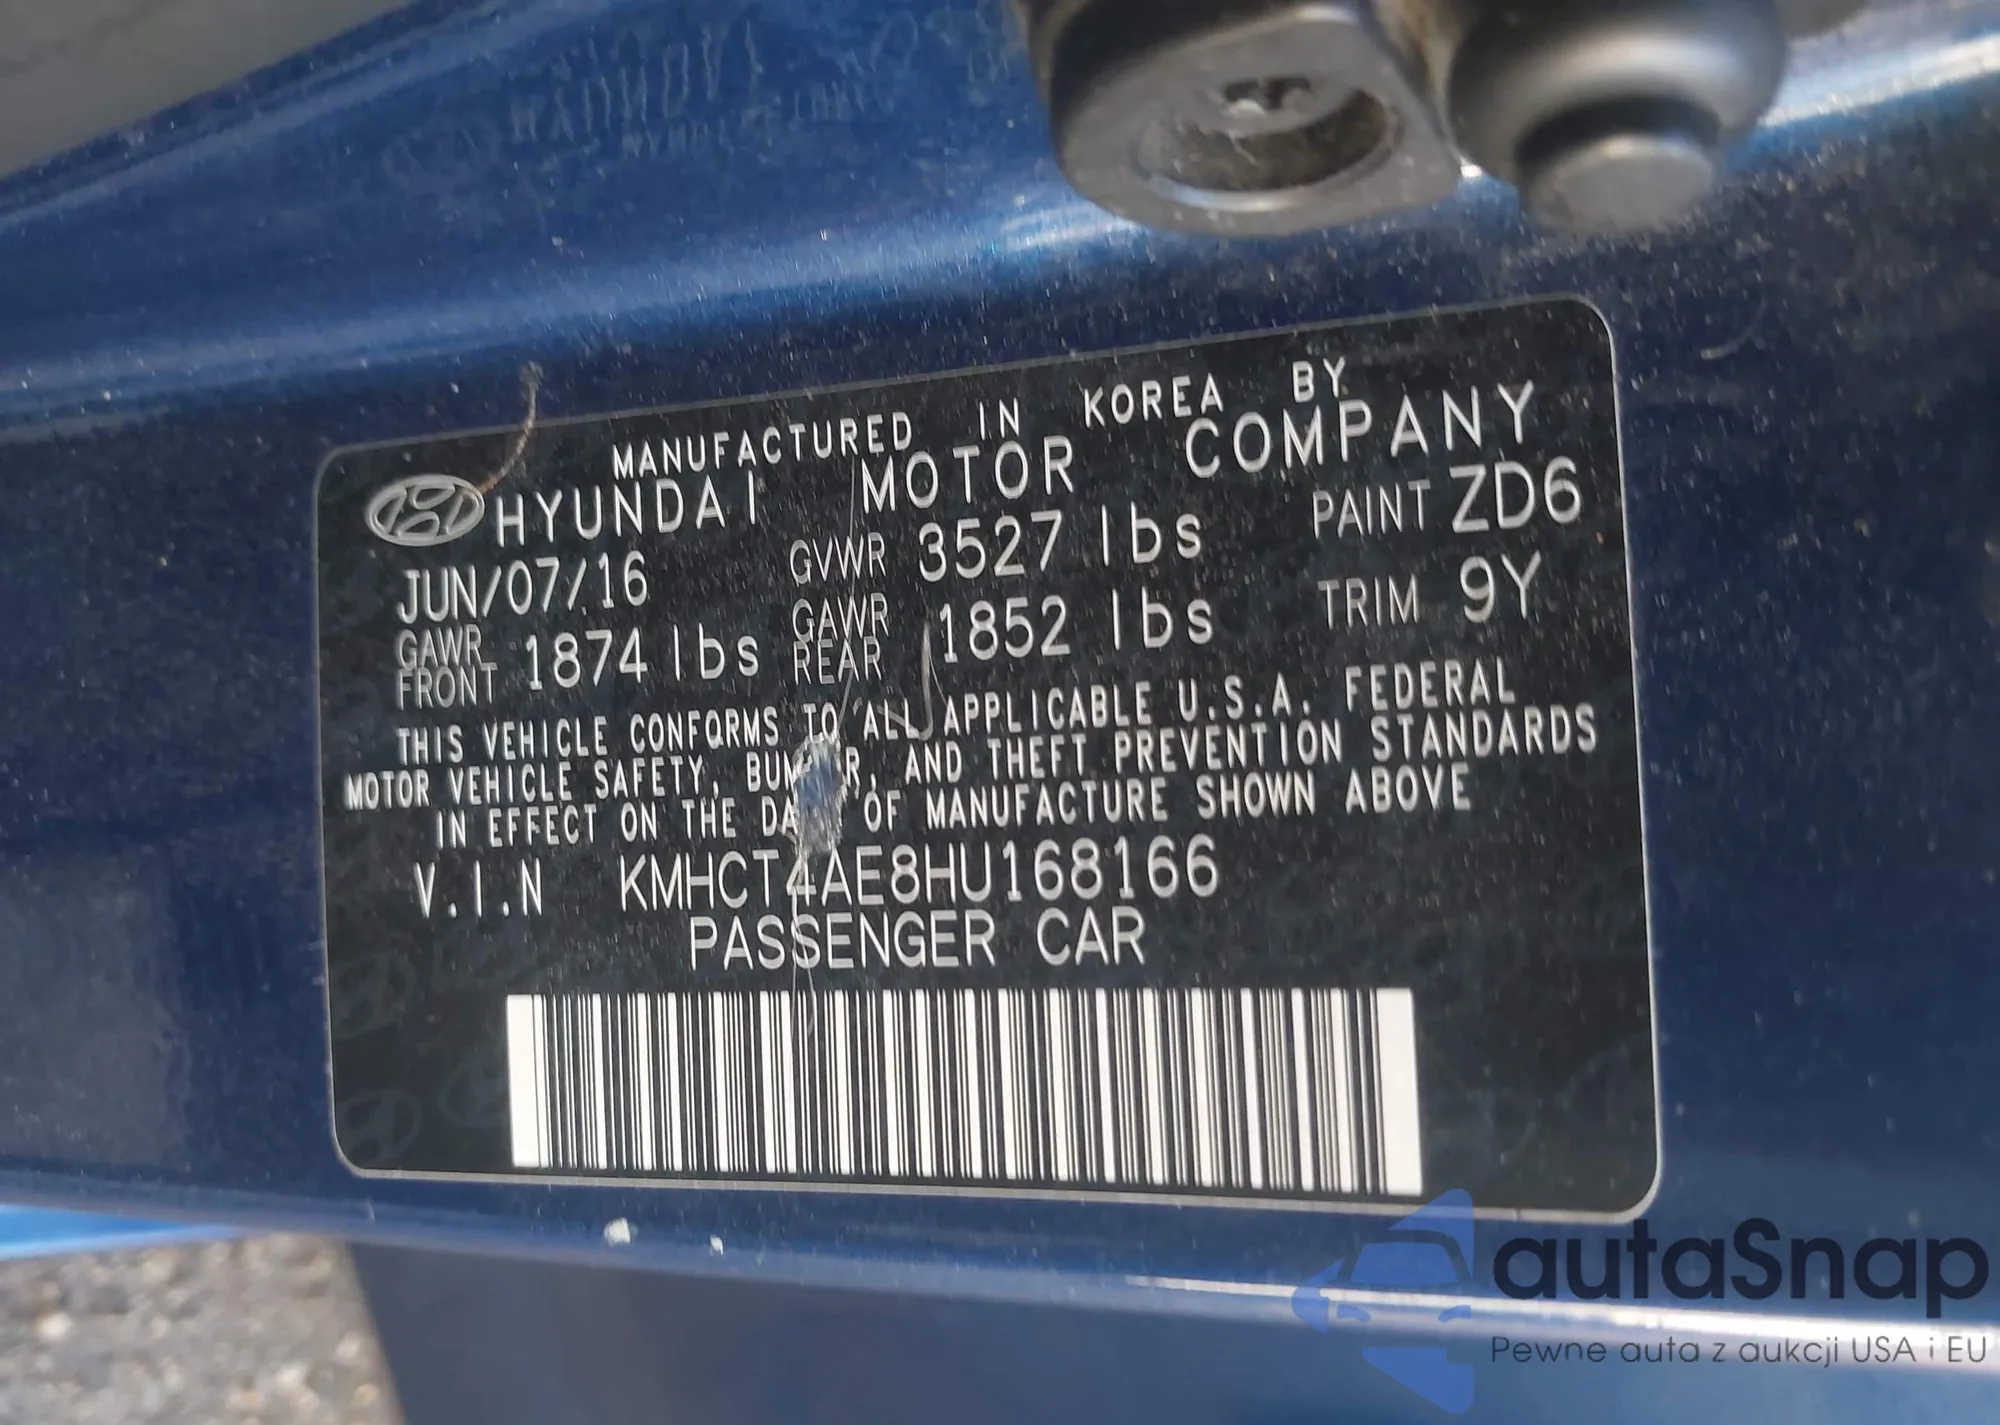 MANUFACTURED IN KOREA BY
HYUNDAI MOTOR COMPANY
JUN/07/16 GVWR 3527 lbs PAINT ZD6
GAWR FRONT 1874 lbs GAWR REAR 1852 lbs TRIM 9Y
THIS VEHICLE CONFORMS TO ALL APPLICABLE U.S.A. FEDERAL
MOTOR VEHICLE SAFETY, BUMPER, AND THEFT PREVENTION STANDARDS
IN EFFECT ON THE DA OF MANUFACTURE SHOWN ABOVE
V.I.N KMHCT4AE8HU168166
PASSENGER CAR
autaSnap
Pewne auta z aukcji USA i EU